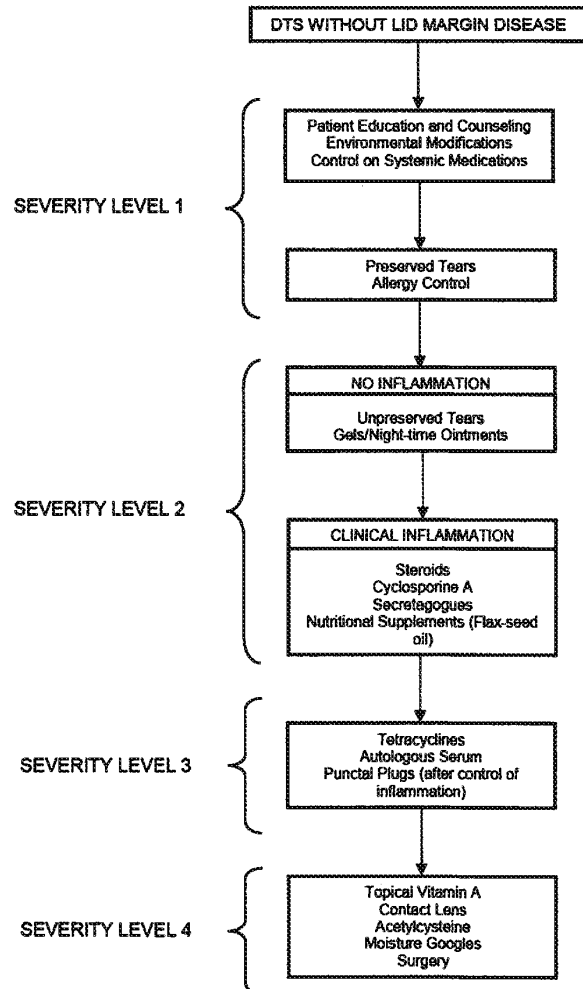 DTS WITHOUT LID MARGIN DISEASE
SEVERITY LEVEL 1
Patient Education and Counseling
Environmental Modifications
Control on Systemic Medications
Preserved Tears
Allergy Control
SEVERITY LEVEL 2
NO INFLAMMATION
Unpreserved Tears
Gels/Night-time Ointments
CLINICAL INFLAMMATION
Steroids
Cyclosporine A
Secretagogues
Nutritional Supplements (Flax-seed
oil)
SEVERITY LEVEL 3
Tetracyclines
Autologous Serum
Punctal Plugs (after control of
inflammation)
SEVERITY LEVEL 4
Topical Vitamin A
Contact Lens
Acetylcysteine
Moisture Googles
Surgery